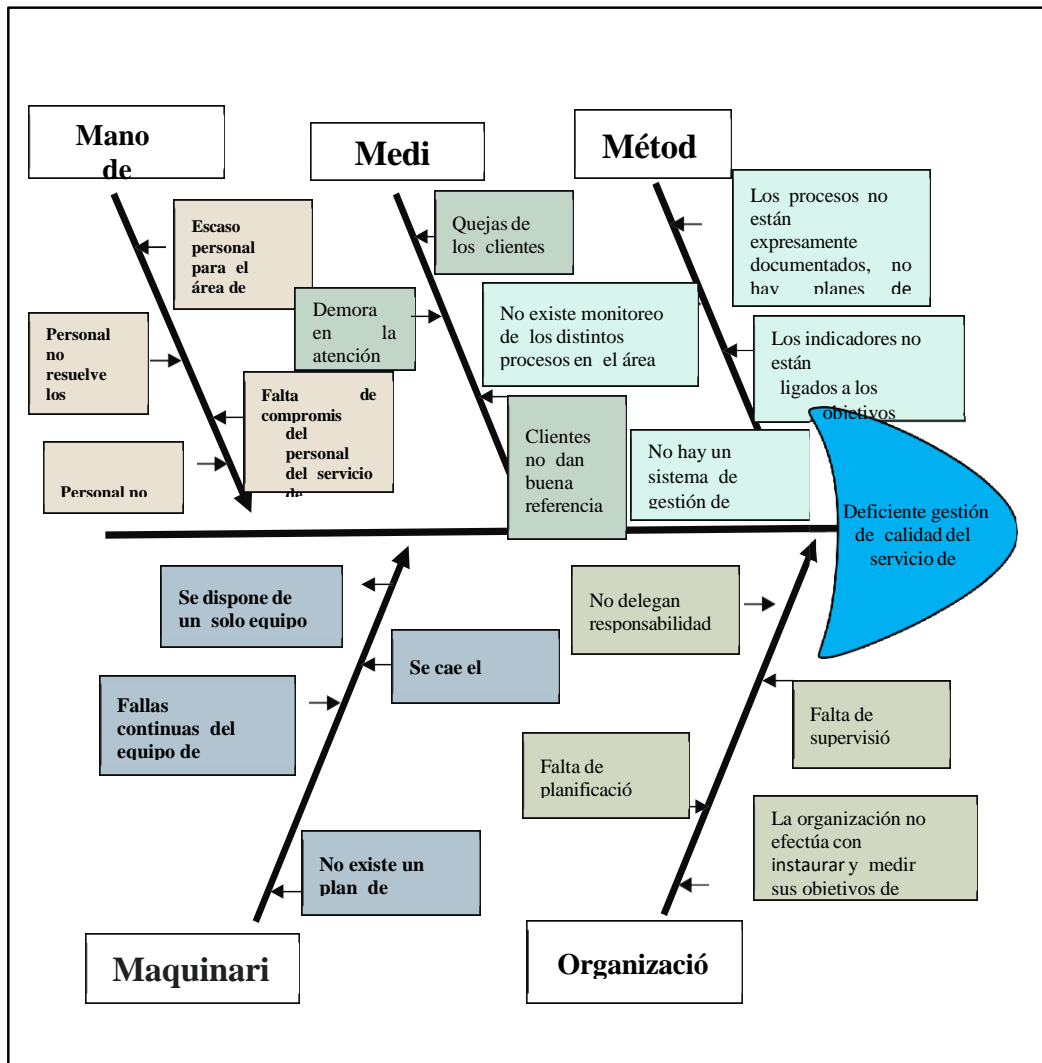 Mano
de
Medi
Métod
Escaso
personal
para el
área de
Personal
no
resuelve
los
Falta de
compromis
del
personal
del servicio
de
Personal no
Quejas de
los clientes
Demora
en la
atención
Clientes
no dan
buena
referencia
Los procesos no
están
expresamente
documentados, no
hay planes de
No existe monitoreo
de los distintos
procesos en el área
Los indicadores no
están
ligados a los
objetivos
No hay un
sistema de
gestión de
Deficiente gestión
de calidad del
servicio de
Se dispone de
un solo equipo
Se cae el
Fallas
continuas del
equipo de
No existe un
plan de
No delegan
responsabilidad
Falta de
supervisió
Falta de
planificació
La organización no
efectúa con
instaurar y medir
sus objetivos de
Maquinari
Organizació